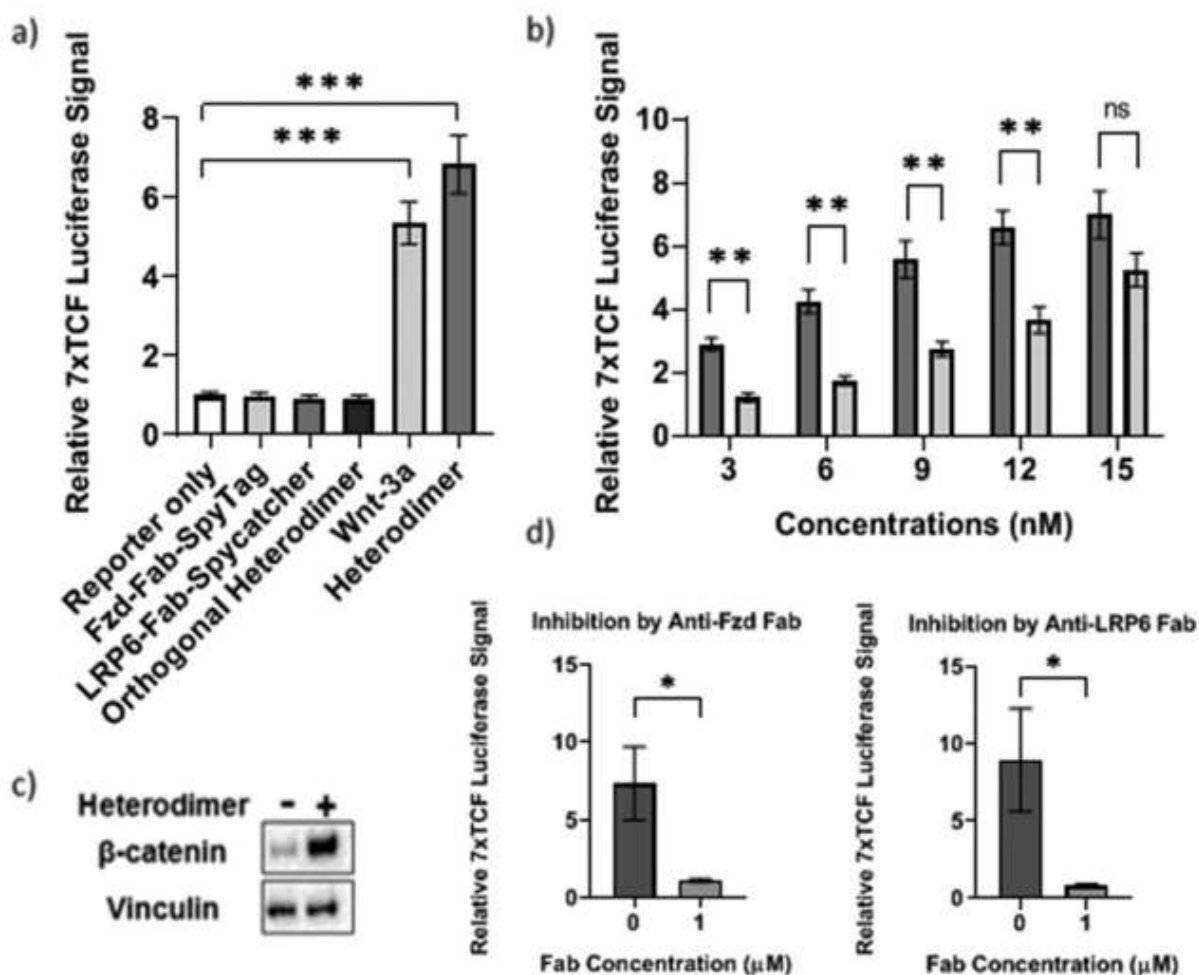 a)
Relative 7xTCF Luciferase Signal
8
6
4
2
0
***
***
Reporter only
Fzd-Fab-SpyTag
LRP6-Fab-Spycatcher
Orthogonal Heterodimer
Wnt-3a
Heterodimer
b)
Relative 7xTCF Luciferase Signal
10
8
6
4
2
0
**
**
**
**
ns
3 6 9 12 15
Concentrations (nM)
c)
Heterodimer - +
β-catenin
Vinculin
d)
Inhibition by Anti-Fzd Fab
Relative 7xTCF Luciferase Signal
15
10
5
0
*
0 1
Fab Concentration (μM)
Inhibition by Anti-LRP6 Fab
Relative 7xTCF Luciferase Signal
15
10
5
0
*
0 1
Fab Concentration (μM)